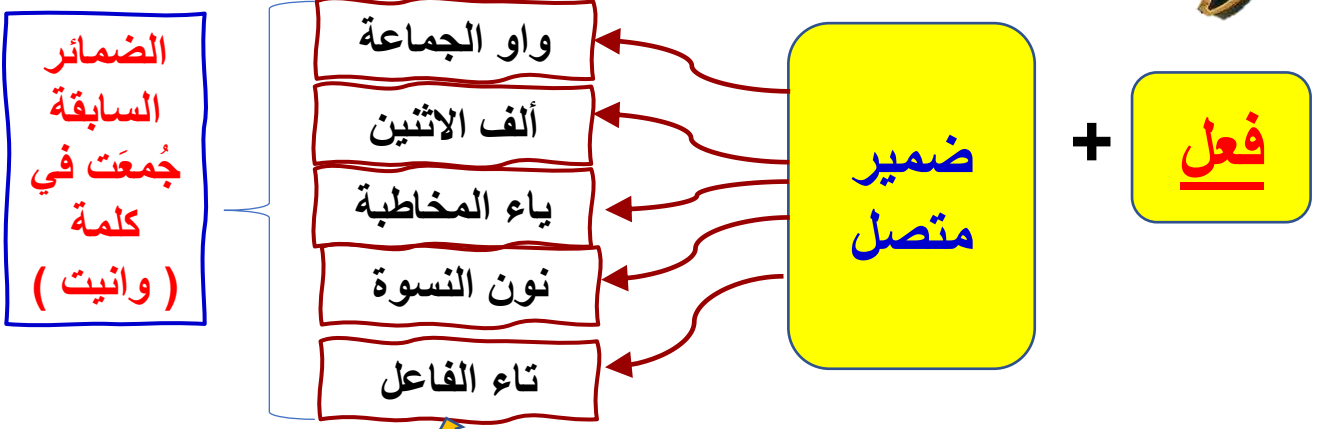 فعل
+
ضمير
متصل
واو الجماعة
ألف الاثنين
ياء المخاطبة
نون النسوة
تاء الفاعل
الضمائر
السابقة
جُمعَت في
كلمة
( وانيت )